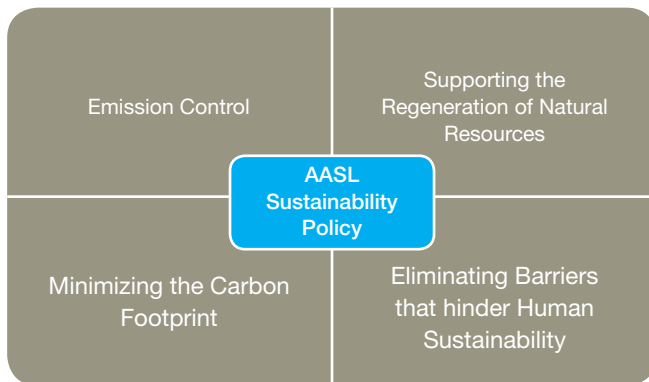 Emission Control
Supporting the
Regeneration of Natural
Resources
AASL
Sustainability
Policy
Minimizing the Carbon
Footprint
Eliminating Barriers
that hinder Human
Sustainability